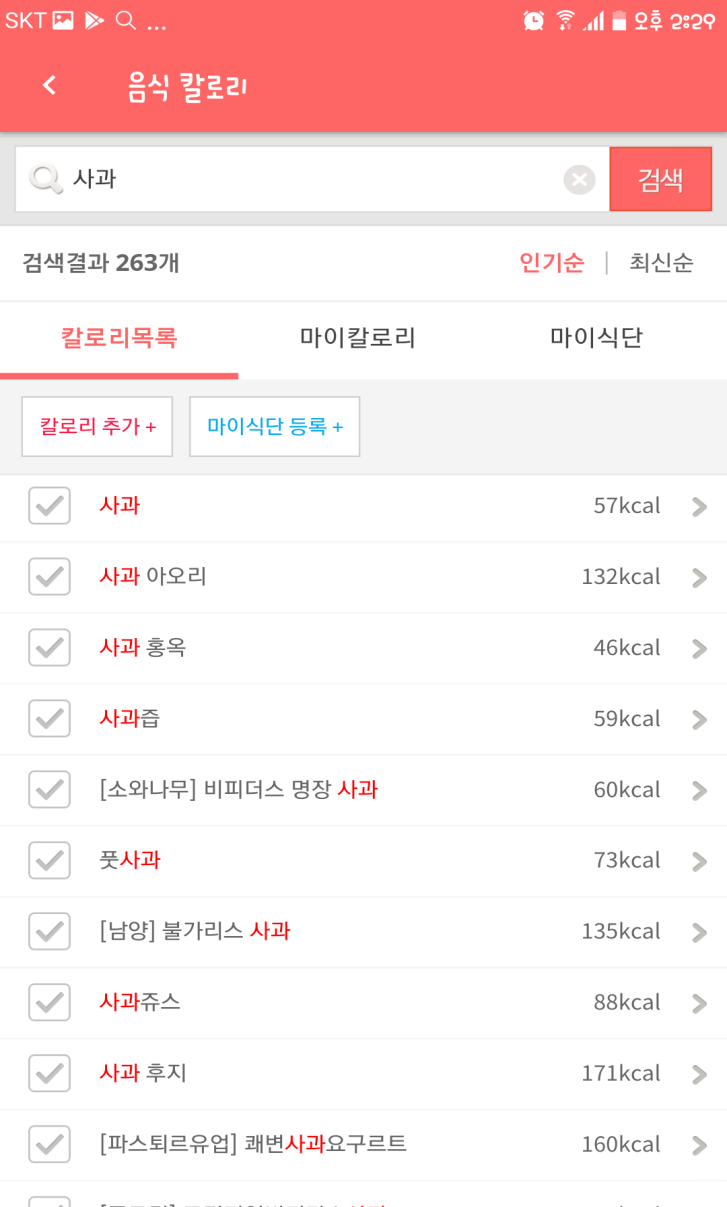 SKT ... 오후 2:29
음식 칼로리
사과 검색
검색결과 263개 인기순 | 최신순
칼로리목록 마이칼로리 마이식단
칼로리 추가 + 마이식단 등록 +
사과 57kcal
사과 아오리 132kcal
사과 홍옥 46kcal
사과즙 59kcal
[소와나무] 비피더스 명장 사과 60kcal
풋사과 73kcal
[남양] 불가리스 사과 135kcal
사과쥬스 88kcal
사과 후지 171kcal
[파스퇴르유업] 쾌변사과요구르트 160kcal